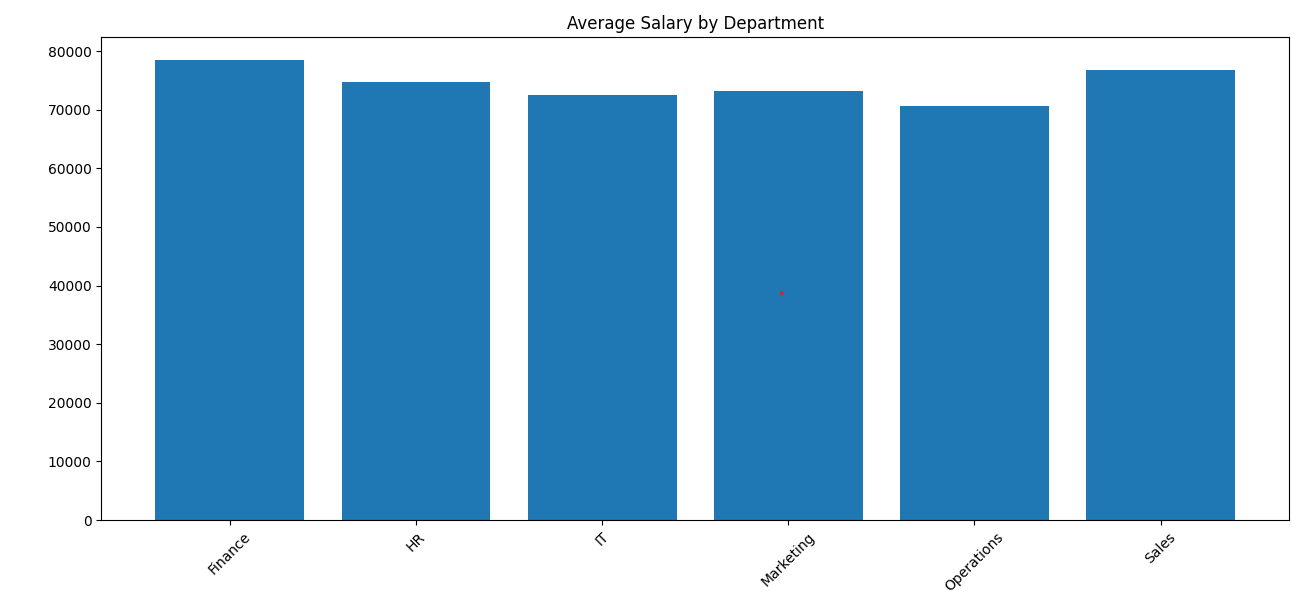 Average Salary by Department
80000
70000
60000
50000
40000
30000
20000
10000
0
Finance
HR
IT
Marketing
Operations
Sales